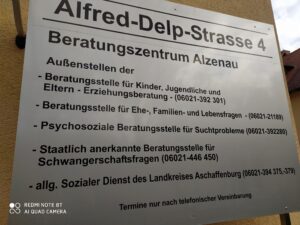 Alfred-Delp-Strasse 4
Beratungszentrum Alzenau
Außenstellen der
- Beratungsstelle für Kinder, Jugendliche und
Eltern - Erziehungsberatung - (06021-392 301)
- Beratungsstelle für Ehe-, Familien- und Lebensfragen - (06021-21189)
- Psychosoziale Beratungsstelle für Suchtprobleme (06021-392280)
- Staatlich anerkannte Beratungsstelle für
Schwangerschaftsfragen (06021-446 450)
- allg. Sozialer Dienst des Landkreises Aschaffenburg (06021-394 375,-379)
Termine nur nach telefonischer Vereinbarung
REDMI NOTE 8T
AI QUAD CAMERA